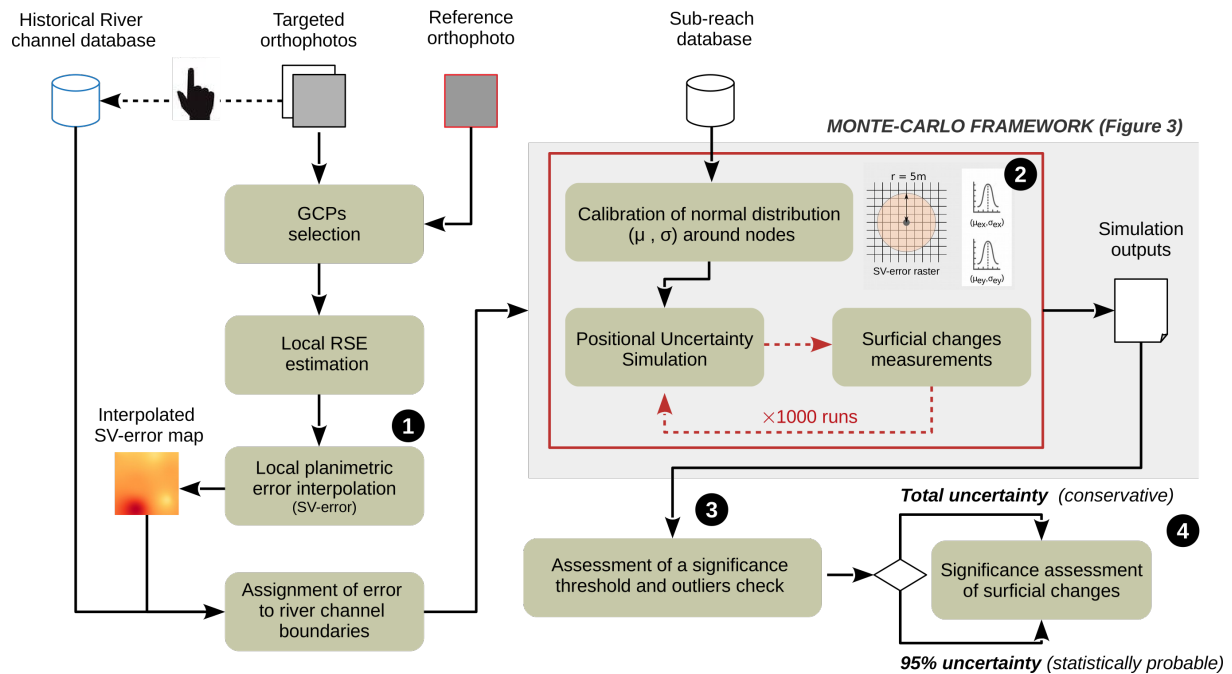 Historical River
channel database
Targeted
orthophotos
Reference
orthophoto
Sub-reach
database
MONTE-CARLO FRAMEWORK (Figure 3)
GCPs
selection
Local RSE
estimation
1
Interpolated
SV-error map
Local planimetric
error interpolation
(SV-error)
Assignment of error
to river channel
boundaries
2
Calibration of normal distribution
(μ , σ) around nodes
r = 5m
SV-error raster
(μex,σex)
(μey,σey)
Positional Uncertainty
Simulation
Surficial changes
measurements
×1000 runs
Simulation
outputs
3
Assessment of a significance
threshold and outliers check
Total uncertainty (conservative)
4
Significance assessment
of surficial changes
95% uncertainty (statistically probable)